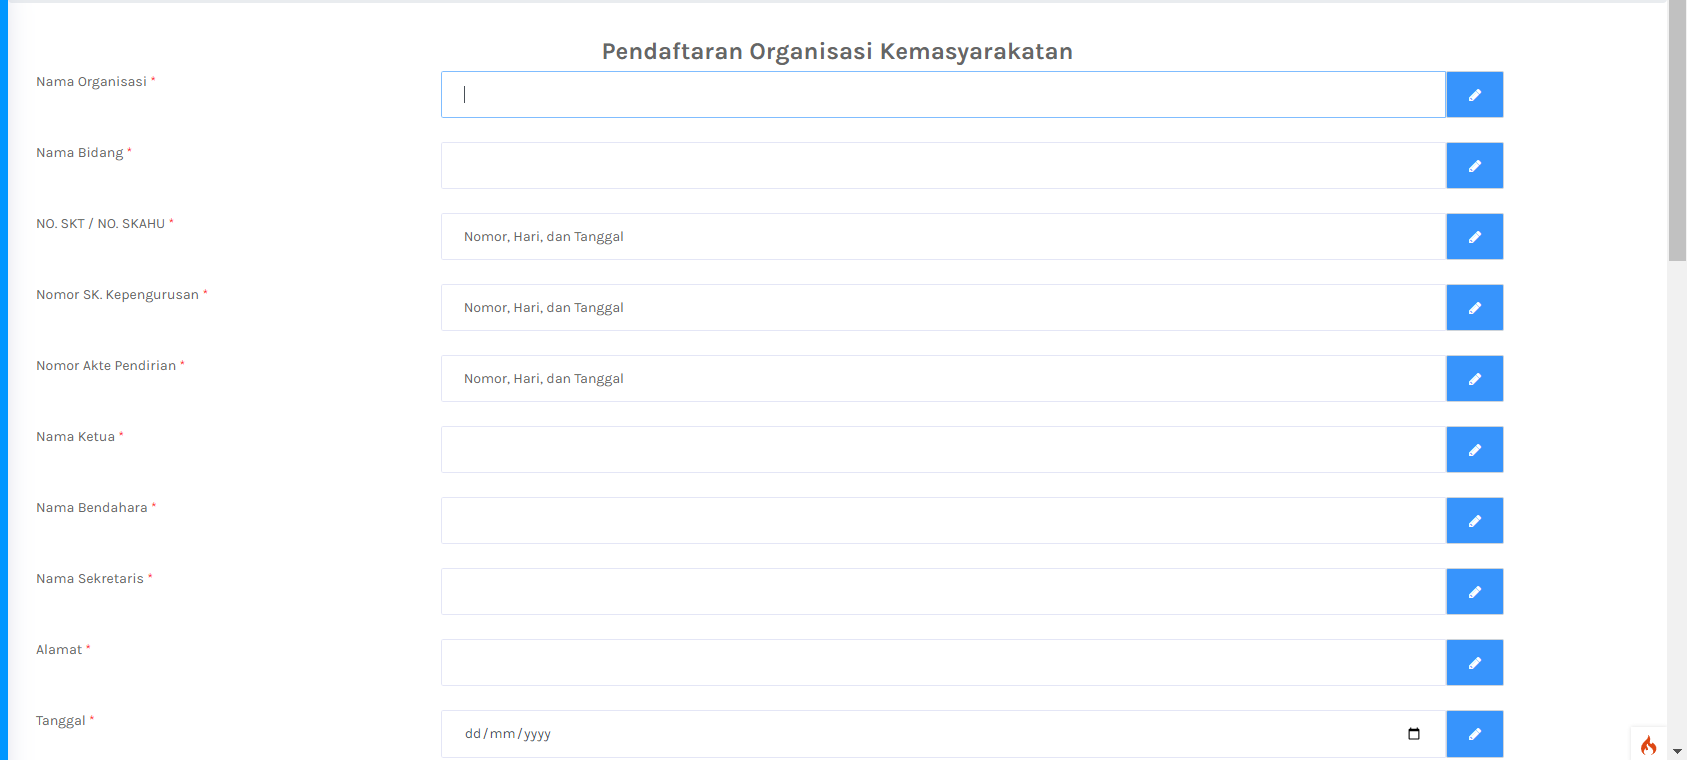 Pendaftaran Organisasi Kemasyarakatan
Nama Organisasi *
Nama Bidang *
NO. SKT / NO. SKAHU * Nomor, Hari, dan Tanggal
Nomor SK. Kepengurusan * Nomor, Hari, dan Tanggal
Nomor Akte Pendirian * Nomor, Hari, dan Tanggal
Nama Ketua *
Nama Bendahara *
Nama Sekretaris *
Alamat *
Tanggal * dd/mm/yyyy